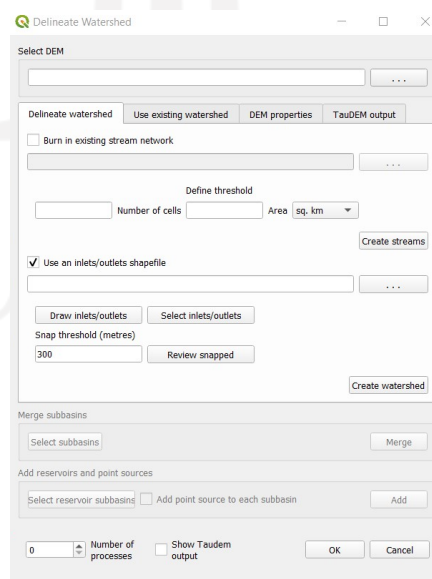 Delineate Watershed
Select DEM
...
Delineate watershed Use existing watershed DEM properties TauDEM output
Burn in existing stream network
...
Define threshold
Number of cells Area sq. km
Create streams
Use an inlets/outlets shapefile
...
Draw inlets/outlets Select inlets/outlets
Snap threshold (metres)
300 Review snapped
Create watershed
Merge subbasins
Select subbasins Merge
Add reservoirs and point sources
Select reservoir subbasins Add point source to each subbasin Add
0 Number of processes Show Taudem output OK Cancel